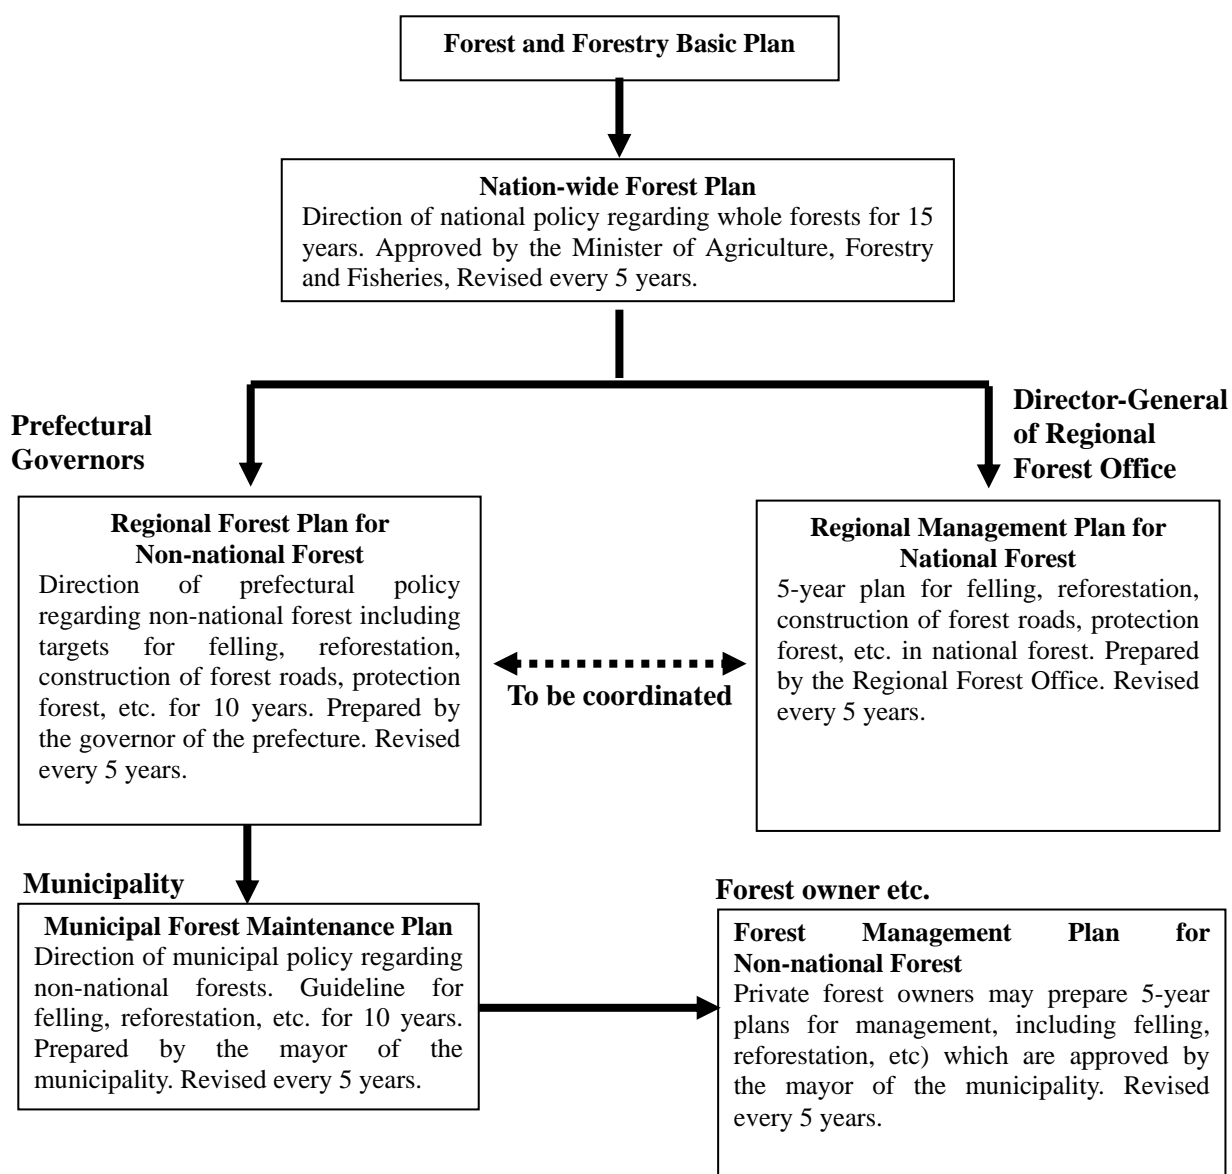 Forest and Forestry Basic Plan
Nation-wide Forest Plan
Direction of national policy regarding whole forests for 15
years. Approved by the Minister of Agriculture, Forestry
and Fisheries, Revised every 5 years.
Prefectural
Governors
Director-General
of Regional
Forest Office
Regional Forest Plan for
Non-national Forest
Direction of prefectural policy
regarding non-national forest including
targets for felling, reforestation,
construction of forest roads, protection
forest, etc. for 10 years. Prepared by
the governor of the prefecture. Revised
every 5 years.
To be coordinated
Regional Management Plan for
National Forest
5-year plan for felling, reforestation,
construction of forest roads, protection
forest, etc. in national forest. Prepared
by the Regional Forest Office. Revised
every 5 years.
Municipality
Municipal Forest Maintenance Plan
Direction of municipal policy regarding
non-national forests. Guideline for
felling, reforestation, etc. for 10 years.
Prepared by the mayor of the
municipality. Revised every 5 years.
Forest owner etc.
Forest Management Plan for
Non-national Forest
Private forest owners may prepare 5-year
plans for management, including felling,
reforestation, etc) which are approved by
the mayor of the municipality. Revised
every 5 years.